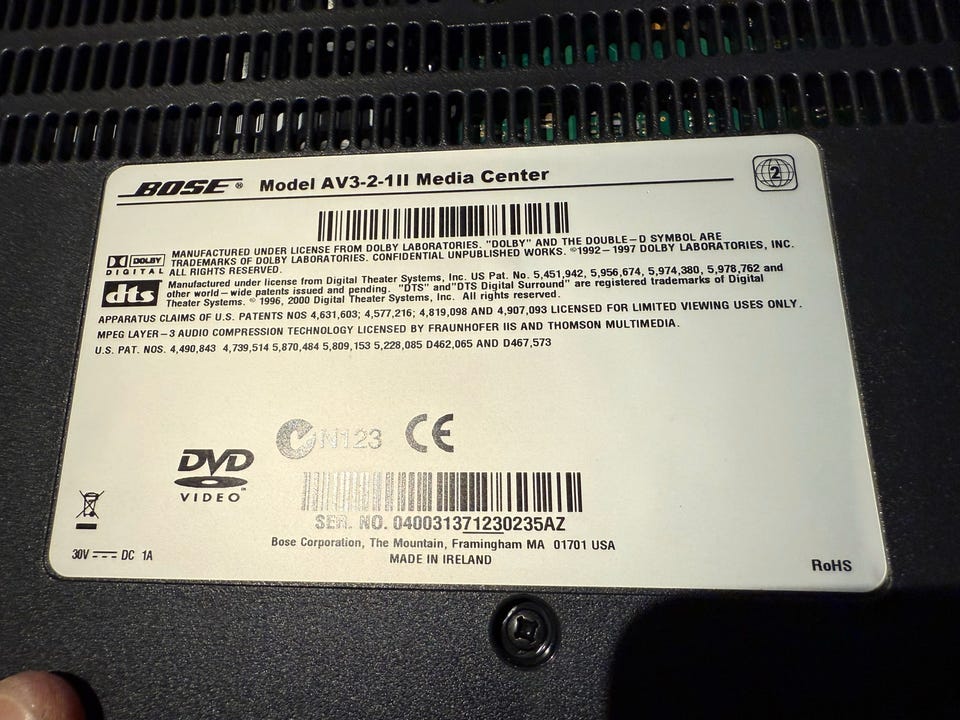 BOSE® Model AV3-2-1II Media Center
2
MANUFACTURED UNDER LICENSE FROM DOLBY LABORATORIES. "DOLBY" AND THE DOUBLE-D SYMBOL ARE
TRADEMARKS OF DOLBY LABORATORIES. CONFIDENTIAL UNPUBLISHED WORKS. ©1992-1997 DOLBY LABORATORIES, INC.
ALL RIGHTS RESERVED.
DOLBY
DIGITAL
dts
Manufactured under license from Digital Theater Systems, Inc. US Pat. No. 5,451,942, 5,956,674, 5,974,380, 5,978,762 and
other world-wide patents issued and pending. "DTS" and "DTS Digital Surround" are registered trademarks of Digital
Theater Systems. © 1996, 2000 Digital Theater Systems, Inc. All rights reserved.
APPARATUS CLAIMS OF U.S. PATENTS NOS 4,631,603; 4,577,216; 4,819,098 AND 4,907,093 LICENSED FOR LIMITED VIEWING USES ONLY.
MPEG LAYER-3 AUDIO COMPRESSION TECHNOLOGY LICENSED BY FRAUNHOFER IIS AND THOMSON MULTIMEDIA.
U.S. PAT. NOS. 4,490,843 4,739,514 5,870,484 5,809,153 5,228,085 D462,065 AND D467,573
N123 CE
DVD
VIDEO™
SER. NO. 040031371230235AZ
Bose Corporation, The Mountain, Framingham MA 01701 USA
MADE IN IRELAND
30V DC 1A
RoHS